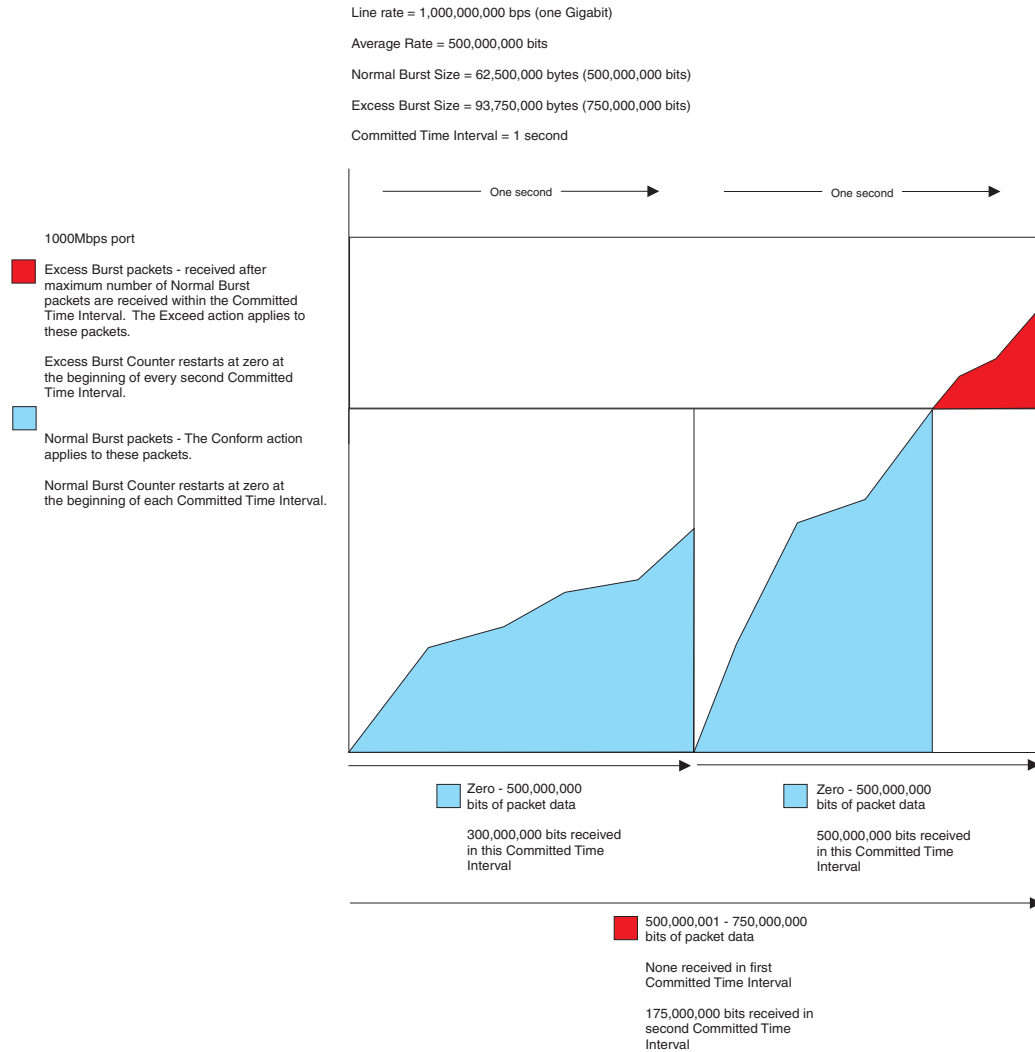 Line rate = 1,000,000,000 bps (one Gigabit)
Average Rate = 500,000,000 bits
Normal Burst Size = 62,500,000 bytes (500,000,000 bits)
Excess Burst Size = 93,750,000 bytes (750,000,000 bits)
Committed Time Interval = 1 second
One second
One second
1000Mbps port
Excess Burst packets - received after
maximum number of Normal Burst
packets are received within the Committed
Time Interval.  The Exceed action applies to
these packets.
Excess Burst Counter restarts at zero at
the beginning of every second Committed
Time Interval.
Normal Burst packets - The Conform action
applies to these packets.
Normal Burst Counter restarts at zero at
the beginning of each Committed Time Interval.
Zero - 500,000,000
bits of packet data
300,000,000 bits received
in this Committed Time
Interval
Zero - 500,000,000
bits of packet data
500,000,000 bits received
in this Committed Time
Interval
500,000,001 - 750,000,000
bits of packet data
None received in first
Committed Time Interval
175,000,000 bits received in
second Committed Time
Interval